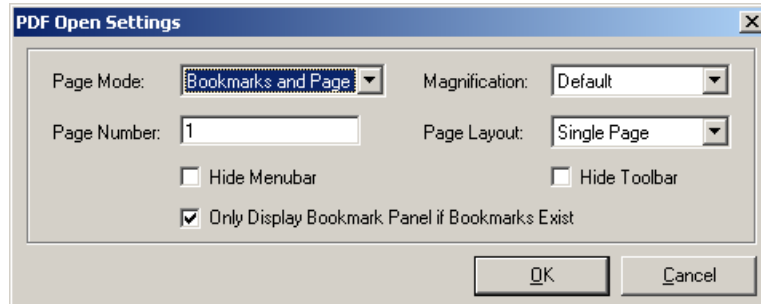 PDF Open Settings
Page Mode: Bookmarks and Page Magnification: Default
Page Number: 1 Page Layout: Single Page
Hide Menubar Hide Toolbar
Only Display Bookmark Panel if Bookmarks Exist
OK Cancel